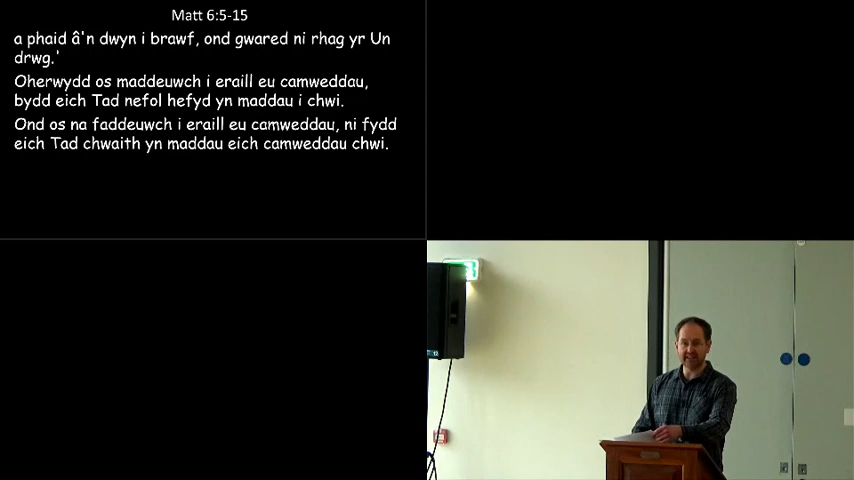 Matt 6:5-15
a phaid â'n dwyn i brawf, ond gwared ni rhag yr Un
drwg.'
Oherwydd os maddeuwch i eraill eu camweddau,
bydd eich Tad nefol hefyd yn maddau i chwi.
Ond os na faddeuwch i eraill eu camweddau, ni fydd
eich Tad chwaith yn maddau eich camweddau chwi.